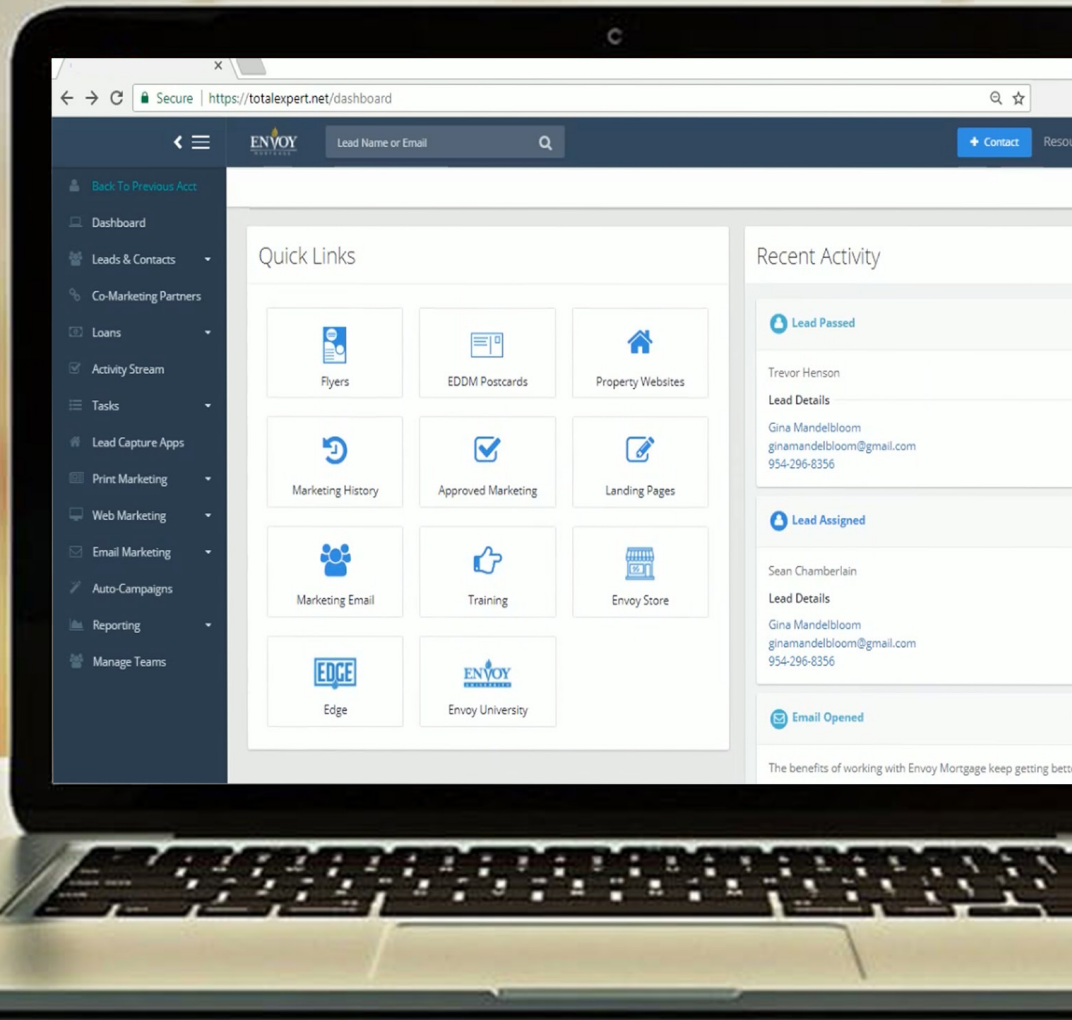 Secure | https://totalexpert.net/dashboard
ENVOY
MORTGAGE
Lead Name or Email
Contact
Resou
Back To Previous Acct
Dashboard
Leads & Contacts
Co-Marketing Partners
Loans
Activity Stream
Tasks
Lead Capture Apps
Print Marketing
Web Marketing
Email Marketing
Auto-Campaigns
Reporting
Manage Teams
Quick Links
Flyers
EDDM Postcards
Property Websites
Marketing History
Approved Marketing
Landing Pages
Marketing Email
Training
Envoy Store
EDGE
Edge
ENVOY
UNIVERSITY
Envoy University
Recent Activity
Lead Passed
Trevor Henson
Lead Details
Gina Mandelbloom
ginamandelbloom@gmail.com
954-296-8356
Lead Assigned
Sean Chamberlain
Lead Details
Gina Mandelbloom
ginamandelbloom@gmail.com
954-296-8356
Email Opened
The benefits of working with Envoy Mortgage keep getting bett